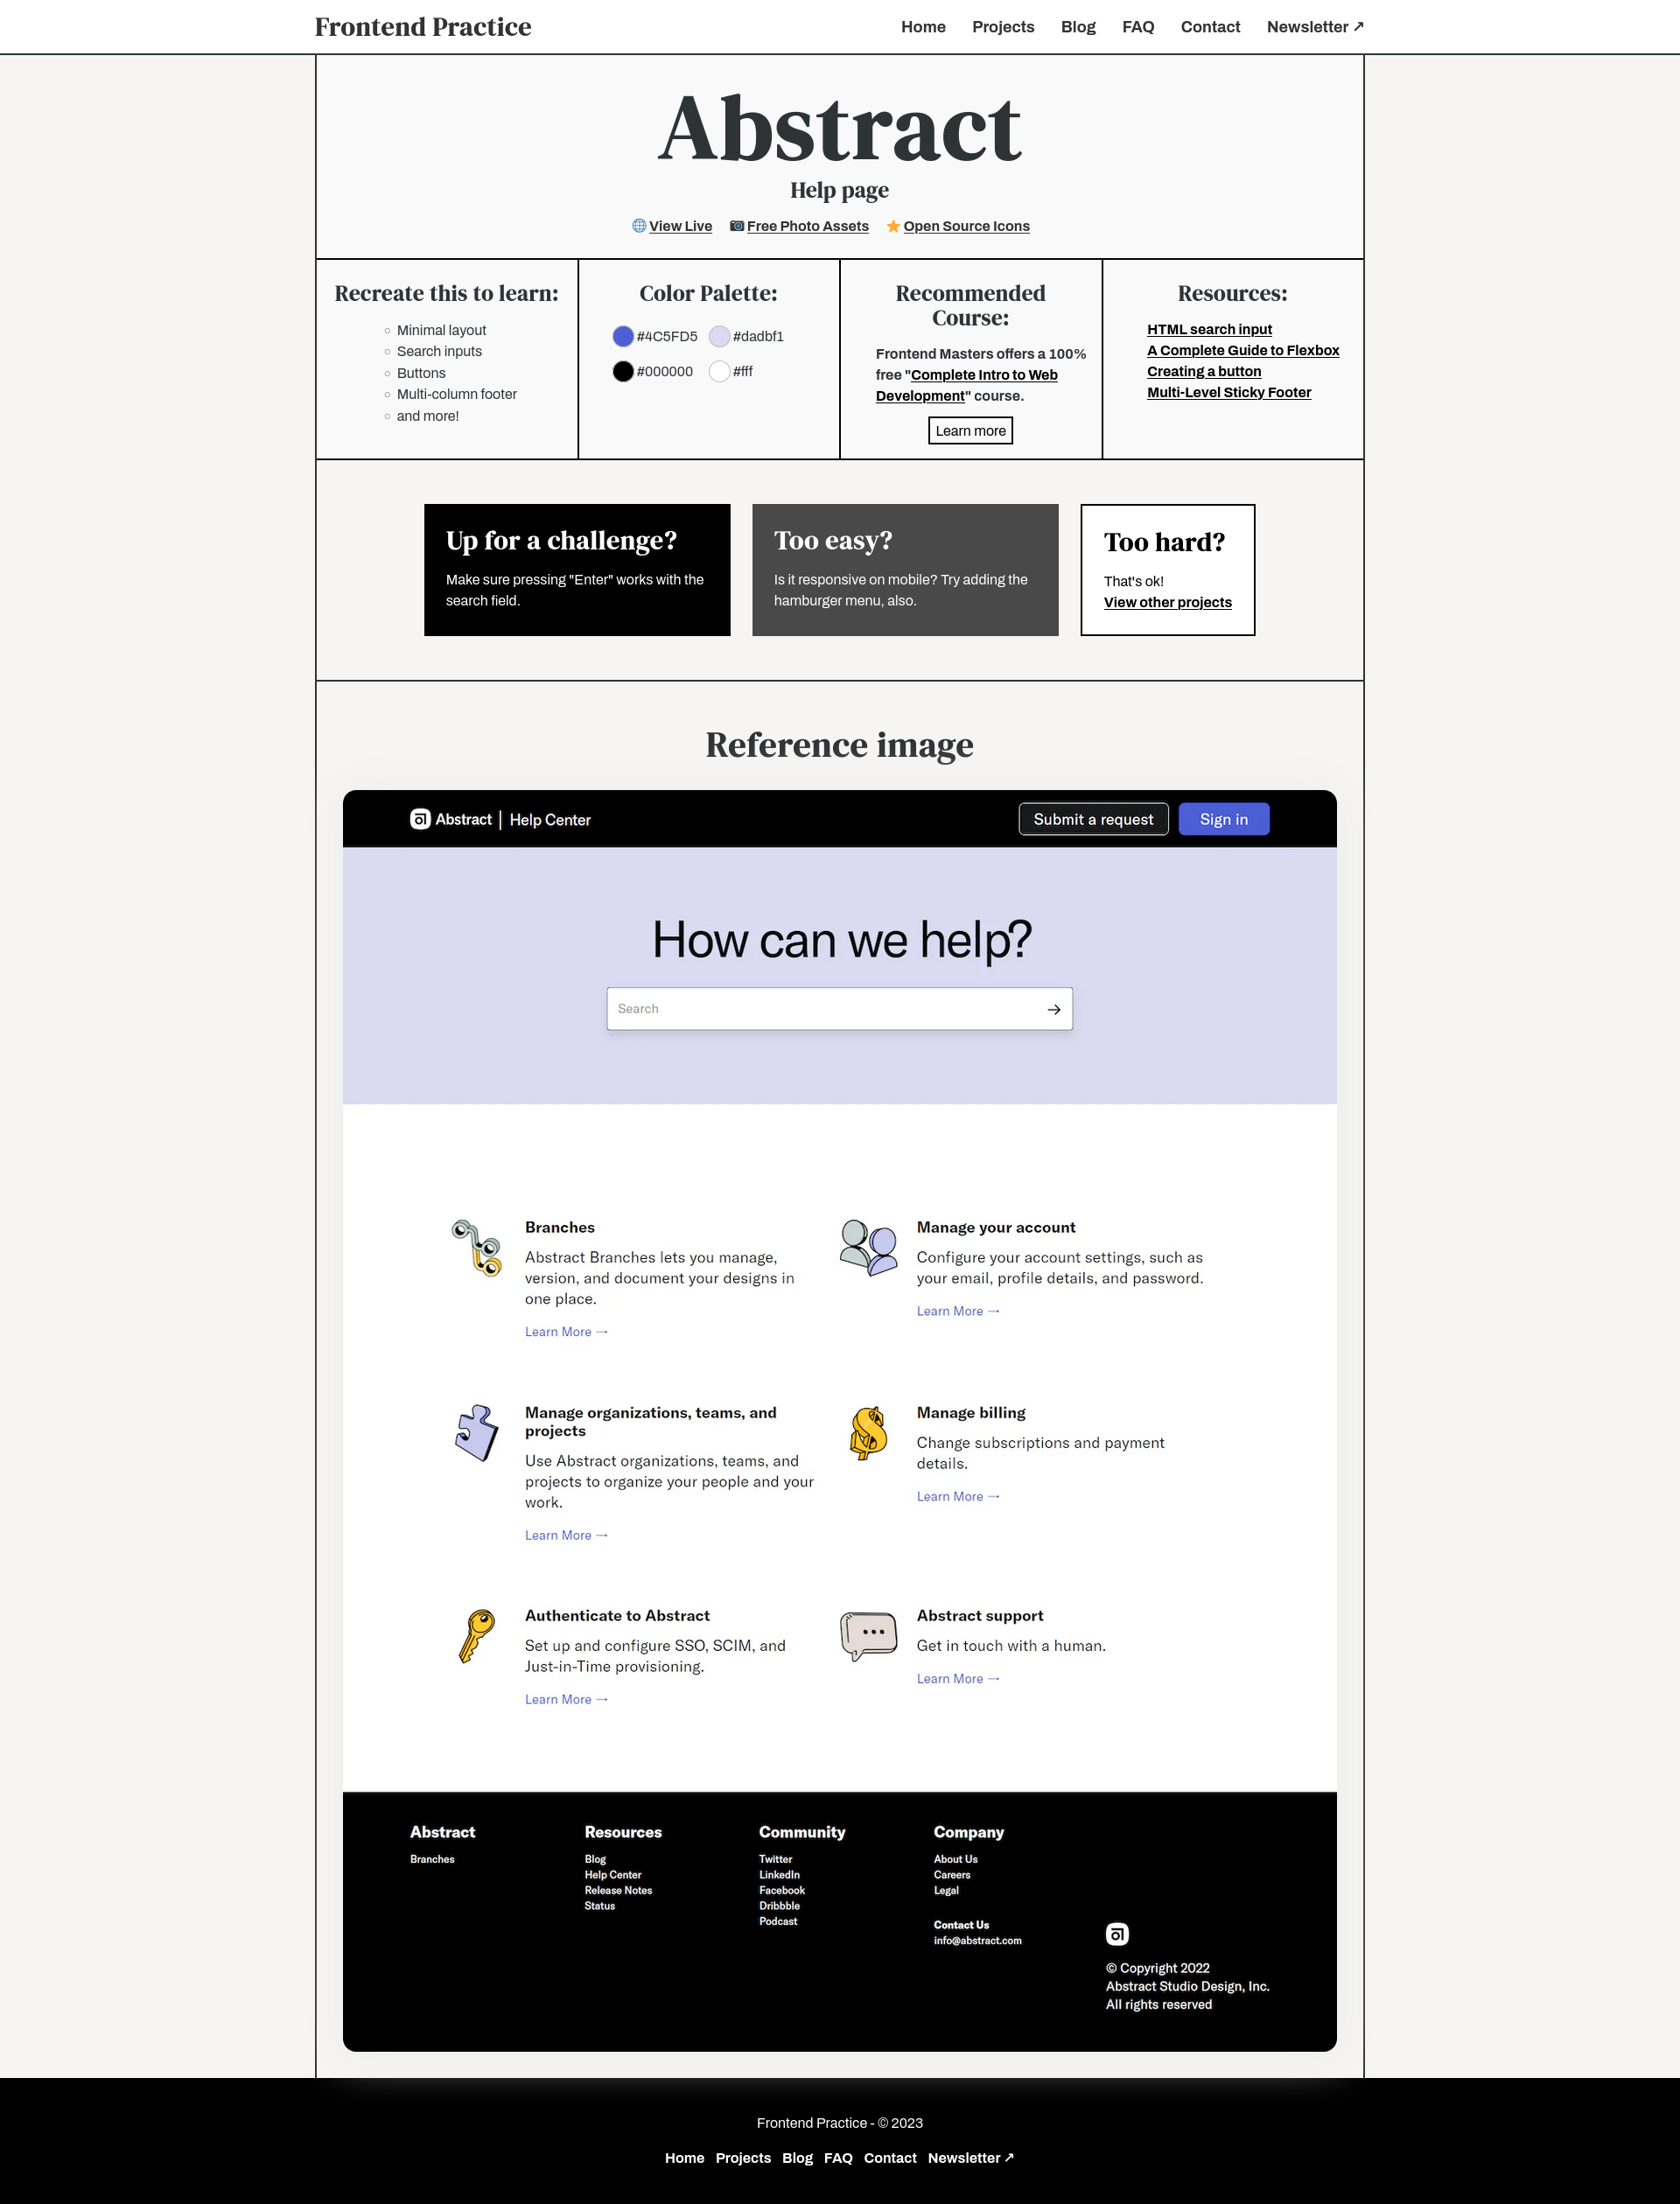 Frontend Practice
Home Projects Blog FAQ Contact Newsletter ↗
Abstract
Help page
View Live Free Photo Assets Open Source Icons
Recreate this to learn:
Minimal layout
Search inputs
Buttons
Multi-column footer
and more!
Color Palette:
#4C5FD5 #dadbf1
#000000 #fff
Recommended
Course:
Frontend Masters offers a 100%
free "Complete Intro to Web
Development" course.
Learn more
Resources:
HTML search input
A Complete Guide to Flexbox
Creating a button
Multi-Level Sticky Footer
Up for a challenge?
Make sure pressing "Enter" works with the
search field.
Too easy?
Is it responsive on mobile? Try adding the
hamburger menu, also.
Too hard?
That's ok!
View other projects
Reference image
Abstract | Help Center
Submit a request Sign in
How can we help?
Search →
Branches
Abstract Branches lets you manage,
version, and document your designs in
one place.
Learn More →
Manage your account
Configure your account settings, such as
your email, profile details, and password.
Learn More →
Manage organizations, teams, and
projects
Use Abstract organizations, teams, and
projects to organize your people and your
work.
Learn More →
Manage billing
Change subscriptions and payment
details.
Learn More →
Authenticate to Abstract
Set up and configure SSO, SCIM, and
Just-in-Time provisioning.
Learn More →
Abstract support
Get in touch with a human.
Learn More →
Abstract
Branches
Resources
Blog
Help Center
Release Notes
Status
Community
Twitter
LinkedIn
Facebook
Dribbble
Podcast
Company
About Us
Careers
Legal
Contact Us
info@abstract.com
© Copyright 2022
Abstract Studio Design, Inc.
All rights reserved
Frontend Practice - © 2023
Home Projects Blog FAQ Contact Newsletter ↗